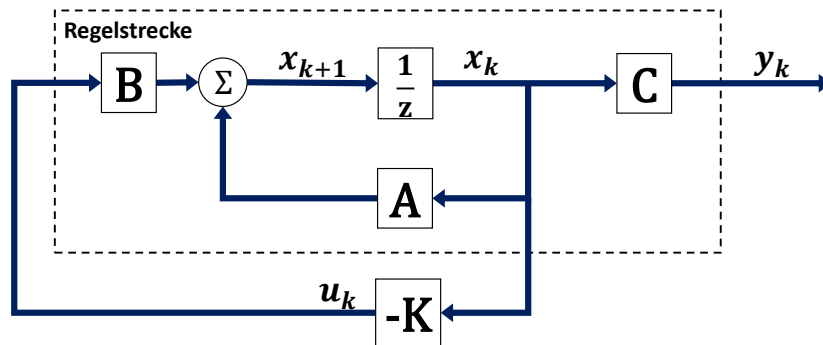 Regelstrecke
B
Σ
x_{k+1}
1
z
x_k
C
y_k
A
u_k
-K